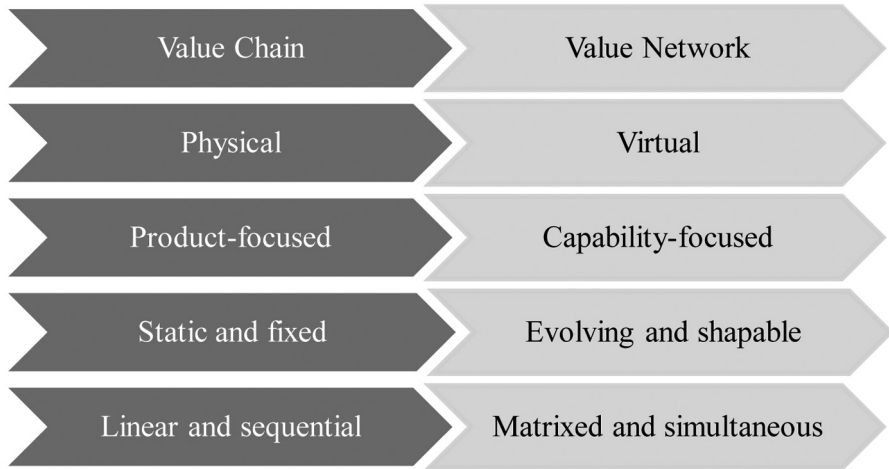 Value Chain
Value Network
Physical
Virtual
Product-focused
Capability-focused
Static and fixed
Evolving and shapable
Linear and sequential
Matrixed and simultaneous